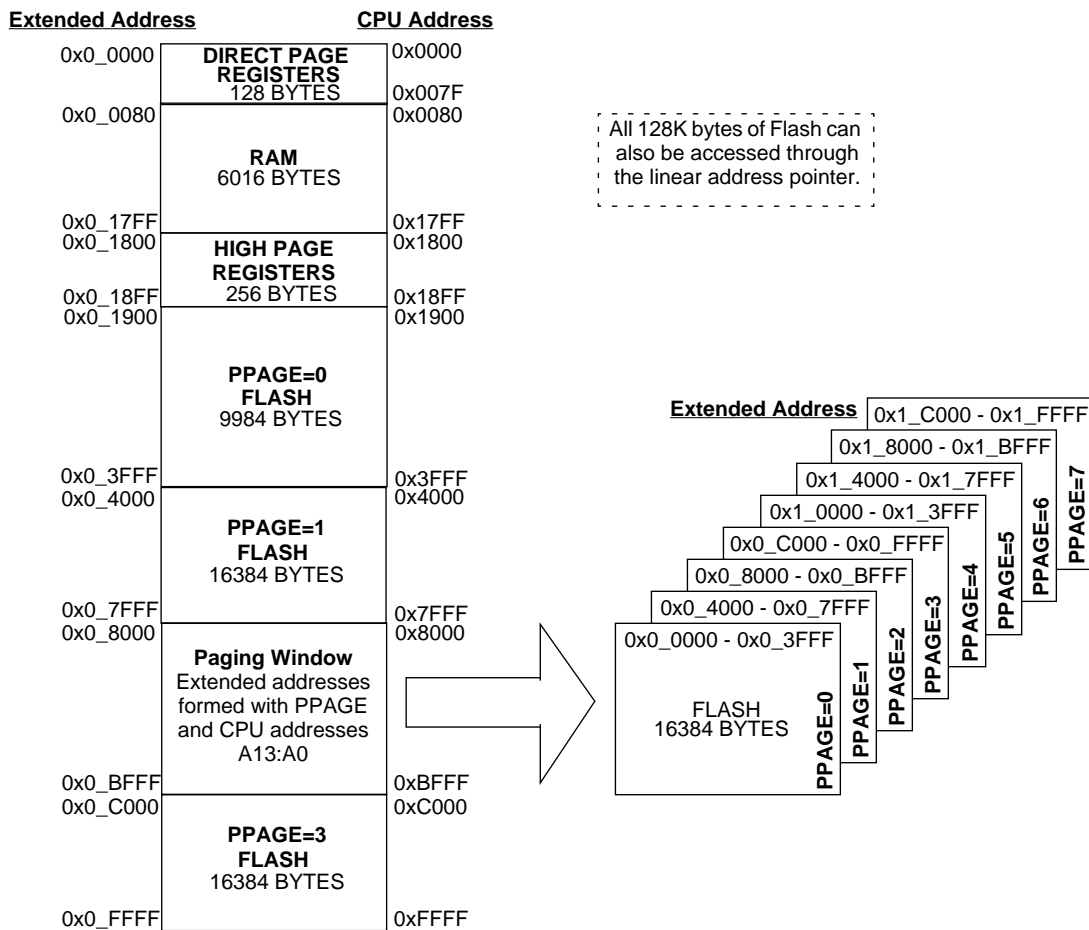 Extended Address
CPU Address
0x0_0000
DIRECT PAGE
REGISTERS
128 BYTES
0x0000
0x007F
0x0_0080
RAM
6016 BYTES
0x0080
0x0_17FF
0x17FF
0x0_1800
HIGH PAGE
REGISTERS
256 BYTES
0x1800
0x0_18FF
0x18FF
0x0_1900
PPAGE=0
FLASH
9984 BYTES
0x1900
0x0_3FFF
0x3FFF
0x0_4000
PPAGE=1
FLASH
16384 BYTES
0x4000
0x0_7FFF
0x7FFF
0x0_8000
Paging Window
Extended addresses
formed with PPAGE
and CPU addresses
A13:A0
0x8000
0x0_BFFF
0xBFFF
0x0_C000
PPAGE=3
FLASH
16384 BYTES
0xC000
0x0_FFFF
0xFFFF
All 128K bytes of Flash can
also be accessed through
the linear address pointer.
Extended Address
0x1_C000 - 0x1_FFFF
0x1_8000 - 0x1_BFFF
0x1_4000 - 0x1_7FFF
0x1_0000 - 0x1_3FFF
0x0_C000 - 0x0_FFFF
0x0_8000 - 0x0_BFFF
0x0_4000 - 0x0_7FFF
0x0_0000 - 0x0_3FFF
FLASH
16384 BYTES
PPAGE=0
PPAGE=1
PPAGE=2
PPAGE=3
PPAGE=4
PPAGE=5
PPAGE=6
PPAGE=7